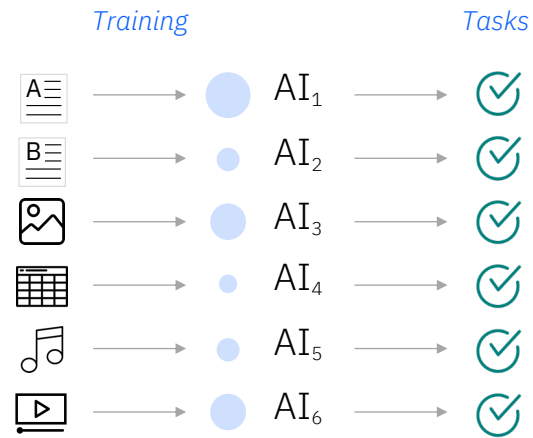 Training Tasks
A AI₁
B AI₂
AI₃
AI₄
AI₅
AI₆